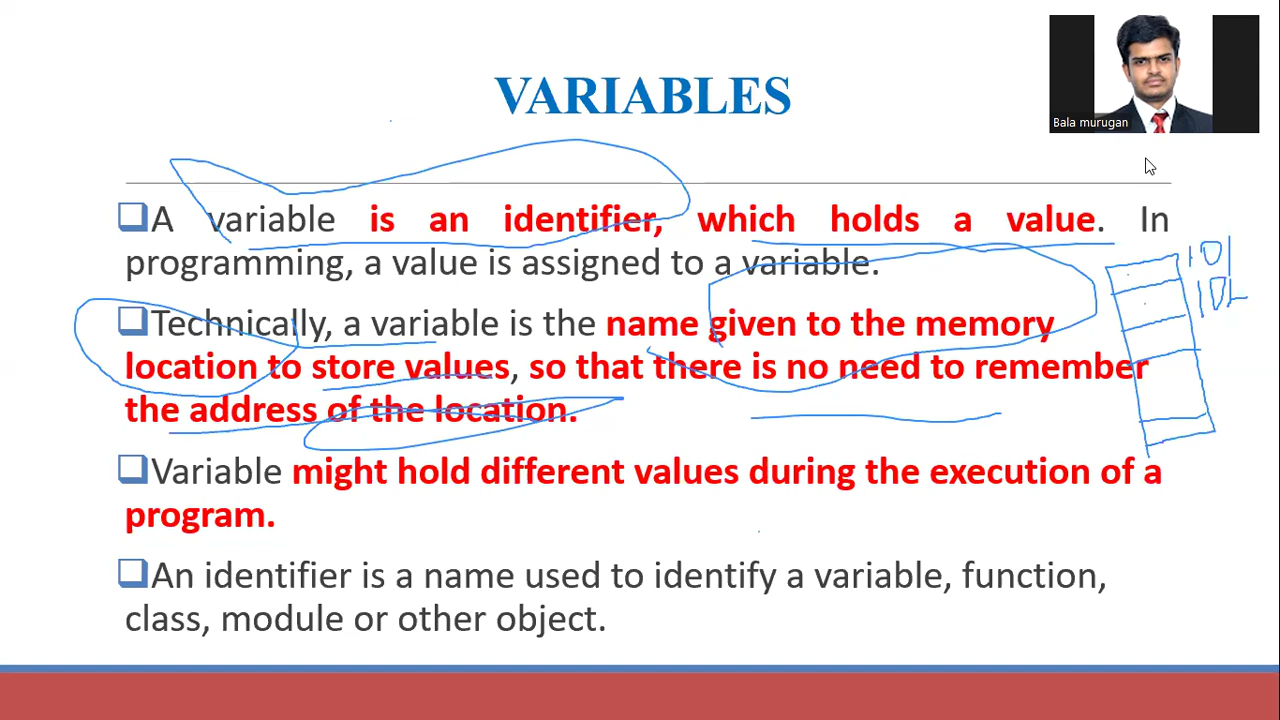 VARIABLES
Bala murugan
A variable is an identifier, which holds a value. In
programming, a value is assigned to a variable.
101
102
Technically, a variable is the name given to the memory
location to store values, so that there is no need to remember
the address of the location.
Variable might hold different values during the execution of a
program.
An identifier is a name used to identify a variable, function,
class, module or other object.